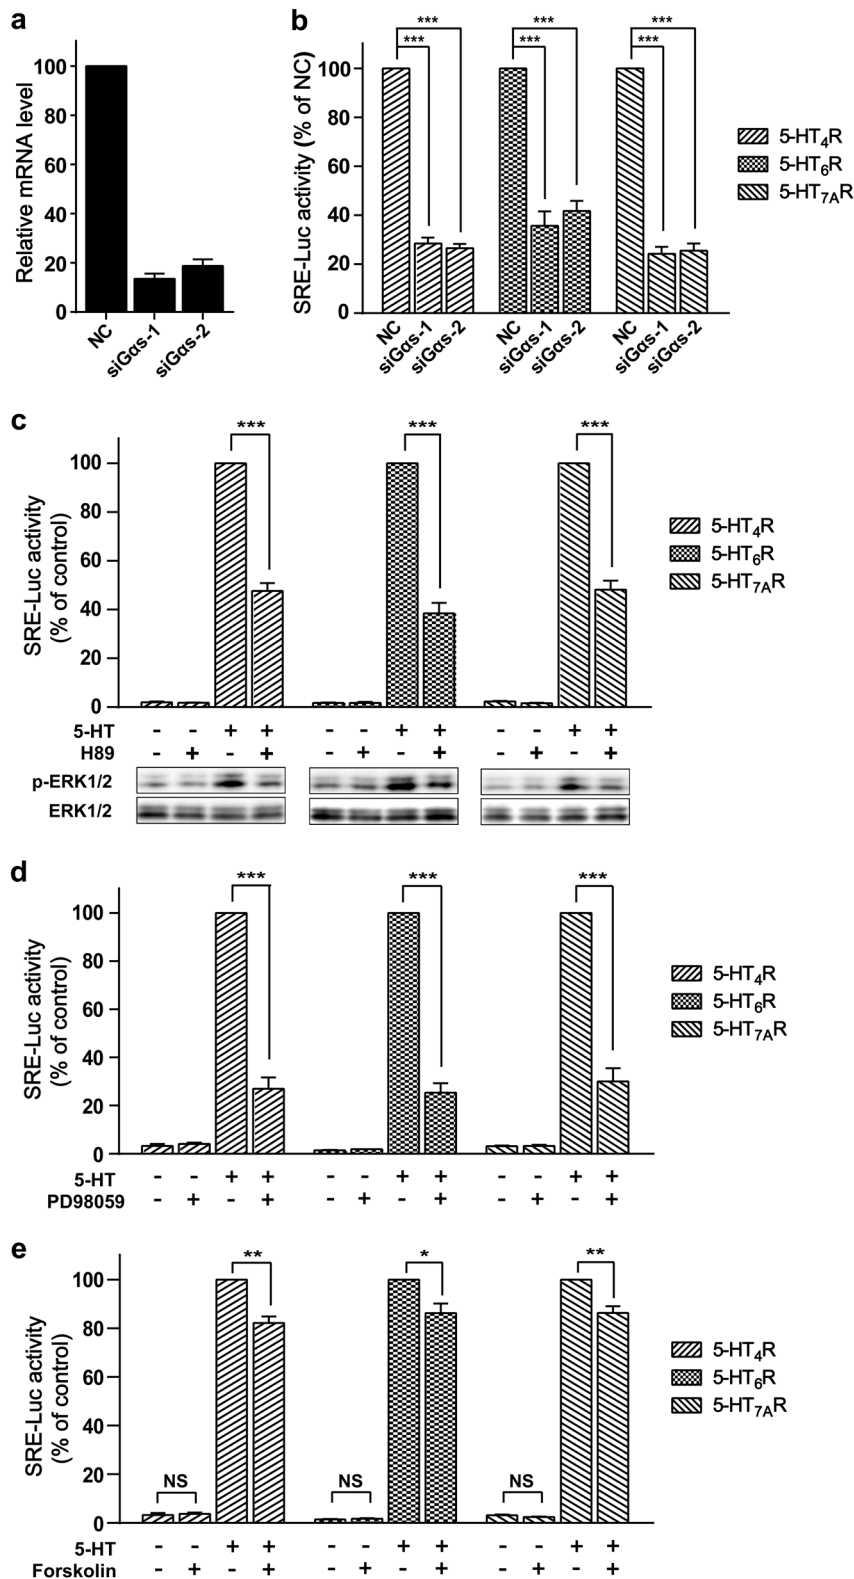 a
Relative mRNA level
100
80
60
40
20
0
NC
siGαs-1
siGαs-2
b
SRE-Luc activity (% of NC)
100
80
60
40
20
0
***
***
***
***
***
***
NC
siGαs-1
siGαs-2
NC
siGαs-1
siGαs-2
NC
siGαs-1
siGαs-2
5-HT4R
5-HT6R
5-HT7AR
c
SRE-Luc activity
(% of control)
100
80
60
40
20
0
*** *** ***
5-HT4R
5-HT6R
5-HT7AR
5-HT - - + + - - + + - - + +
H89 - + - + - + - + - + - +
p-ERK1/2
ERK1/2
d
SRE-Luc activity
(% of control)
100
80
60
40
20
0
*** *** ***
5-HT4R
5-HT6R
5-HT7AR
5-HT - - + + - - + + - - + +
PD98059 - + - + - + - + - + - +
e
SRE-Luc activity
(% of control)
100
80
60
40
20
0
** * **
NS NS NS
5-HT4R
5-HT6R
5-HT7AR
5-HT - - + + - - + + - - + +
Forskolin - + - + - + - + - + - +